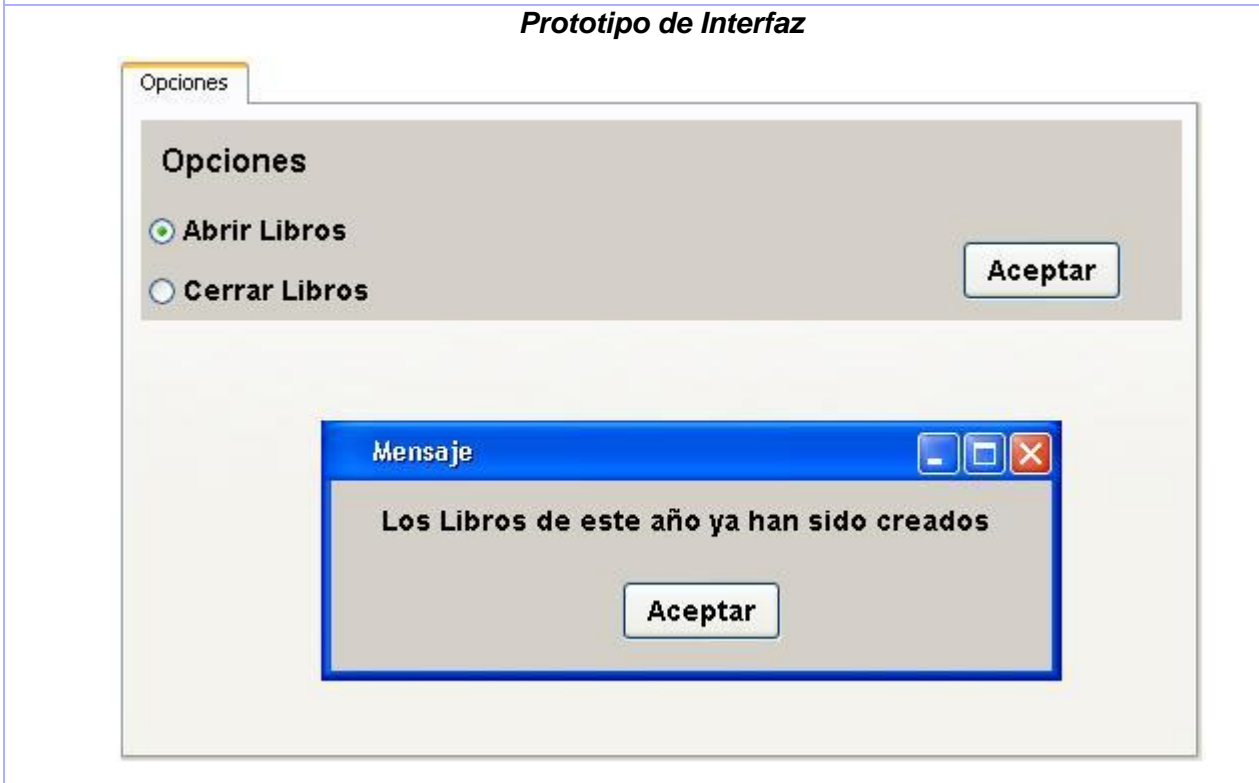 Prototipo de Interfaz
Opciones
Opciones
Abrir Libros
Cerrar Libros
Aceptar
Mensaje
Los Libros de este año ya han sido creados
Aceptar